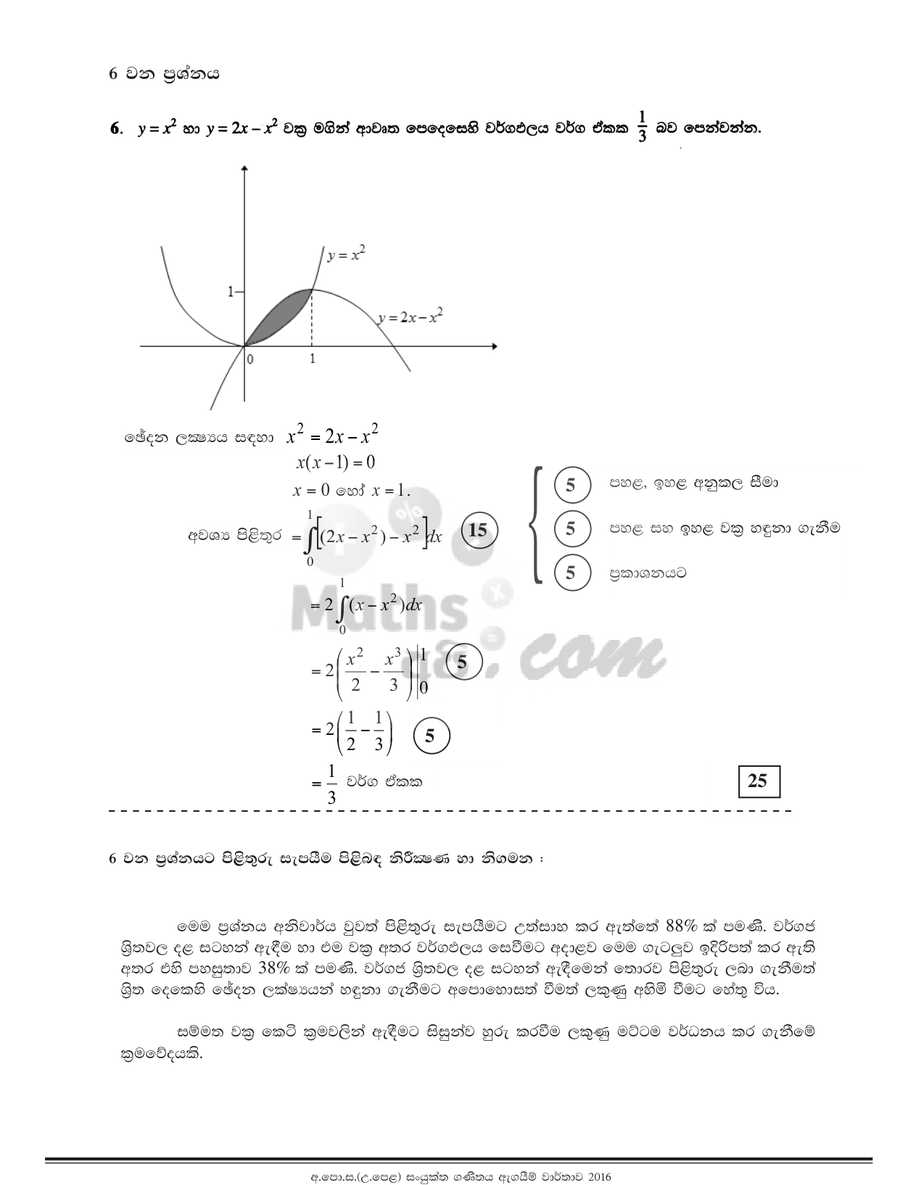 6 වන ප්‍රශ්නය
6. y = x² හා y = 2x – x² වක්‍ර මගින් ආවෘත පෙදෙසෙහි වර්ගඵලය වර්ග ඒකක 1/3 බව පෙන්වන්න.
y = x²
1
y = 2x – x²
0 1
ඡේදන ලක්‍ෂ්‍යය සඳහා x² = 2x – x²
x(x – 1) = 0
x = 0 හෝ x = 1.
5 පහළ, ඉහළ අනුකල සීමා
අවශ්‍ය පිළිතුර = ∫₀¹ [(2x – x²) – x²] dx 15
5 පහළ සහ ඉහළ වක්‍ර හඳුනා ගැනීම
5 ප්‍රකාශනයට
= 2 ∫₀¹ (x – x²) dx
Maths
.com
= 2 (x²/2 – x³/3) |₀¹ 5
= 2 (1/2 – 1/3) 5
= 1/3 වර්ග ඒකක
25
6 වන ප්‍රශ්නයට පිළිතුරු සැපයීම පිළිබඳ නිරීක්‍ෂණ හා නිගමන :
මෙම ප්‍රශ්නය අනිවාර්ය වුවත් පිළිතුරු සැපයීමට උත්සාහ කර ඇත්තේ 88% ක් පමණි. වර්ගජ
ශ්‍රිතවල දළ සටහන් ඇඳීම හා එම වක්‍ර අතර වර්ගඵලය සෙවීමට අදාළව මෙම ගැටලුව ඉදිරිපත් කර ඇති
අතර එහි පහසුතාව 38% ක් පමණි. වර්ගජ ශ්‍රිතවල දළ සටහන් ඇඳීමෙන් තොරව පිළිතුරු ලබා ගැනීමත්
ශ්‍රිත දෙකෙහි ඡේදන ලක්‍ෂ්‍යයන් හඳුනා ගැනීමට අපොහොසත් වීමත් ලකුණු අහිමි වීමට හේතු විය.
සම්මත වක්‍ර කෙටි ක්‍රමවලින් ඇඳීමට සිසුන්ව හුරු කරවීම ලකුණු මට්ටම වර්ධනය කර ගැනීමේ
ක්‍රමවේදයකි.
අ.පො.ස.(උ.පෙළ) සංයුක්ත ගණිතය ඇගයීම් වාර්තාව 2016